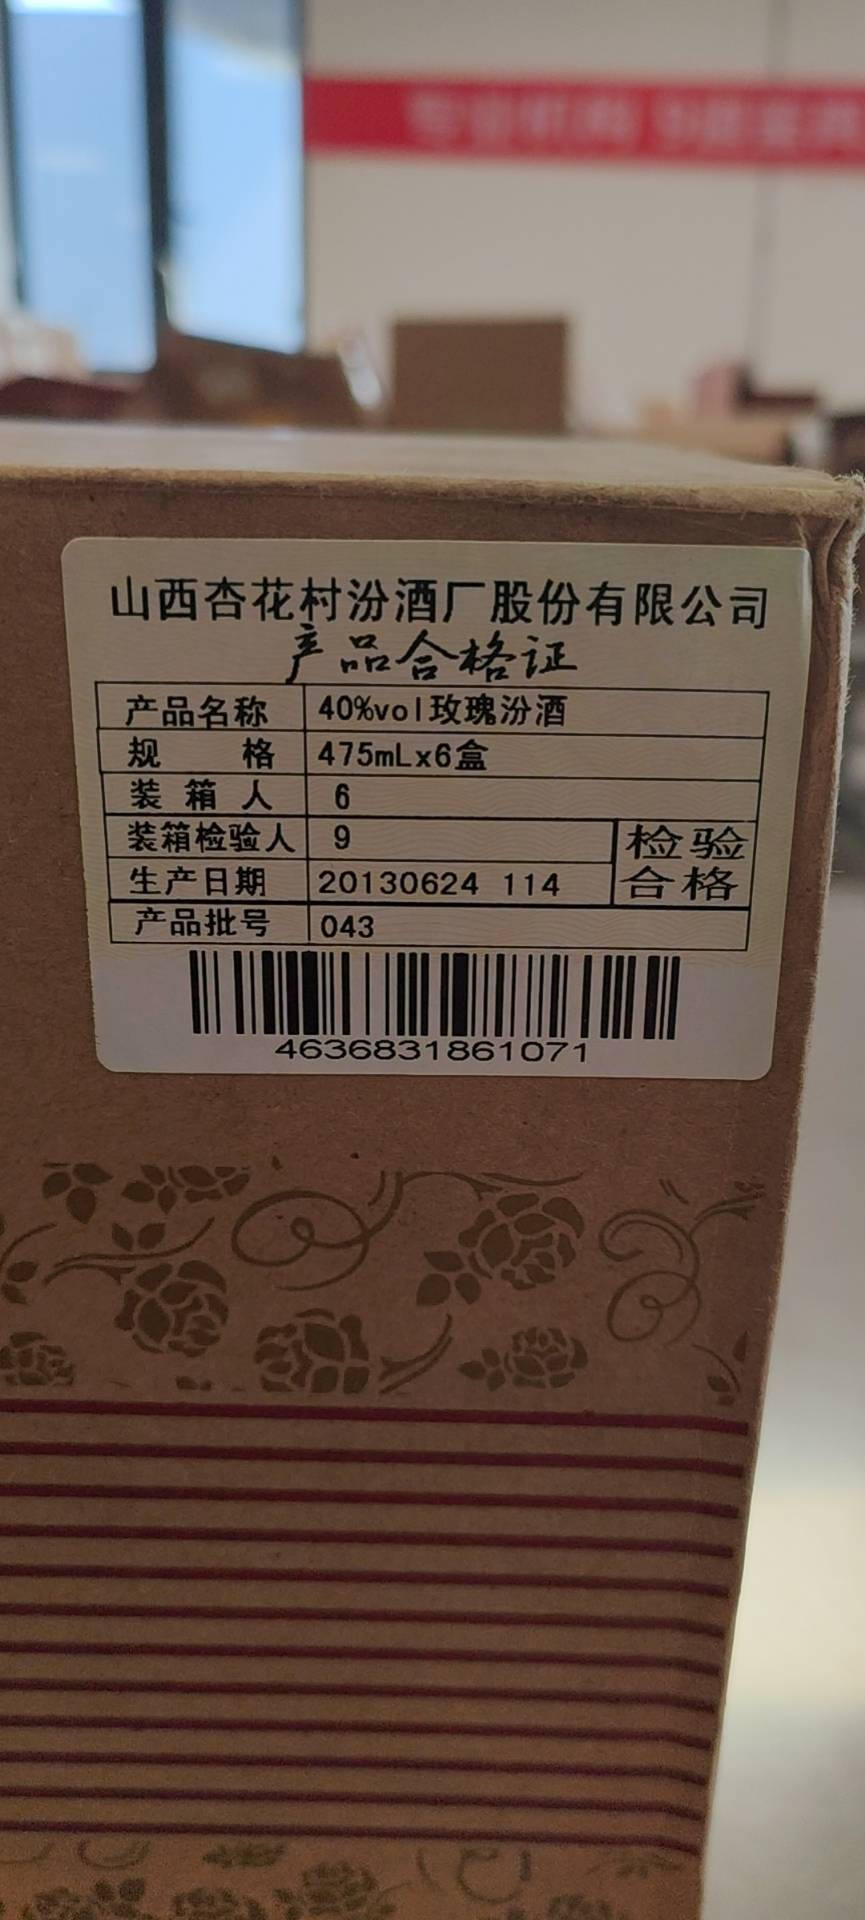 山西杏花村汾酒厂股份有限公司
产品合格证
产品名称 40%vol玫瑰汾酒
规 格 475mLx6盒
装 箱 人 6
装箱检验人 9
检验
生产日期 20130624 114
合格
产品批号 043
4636831861071